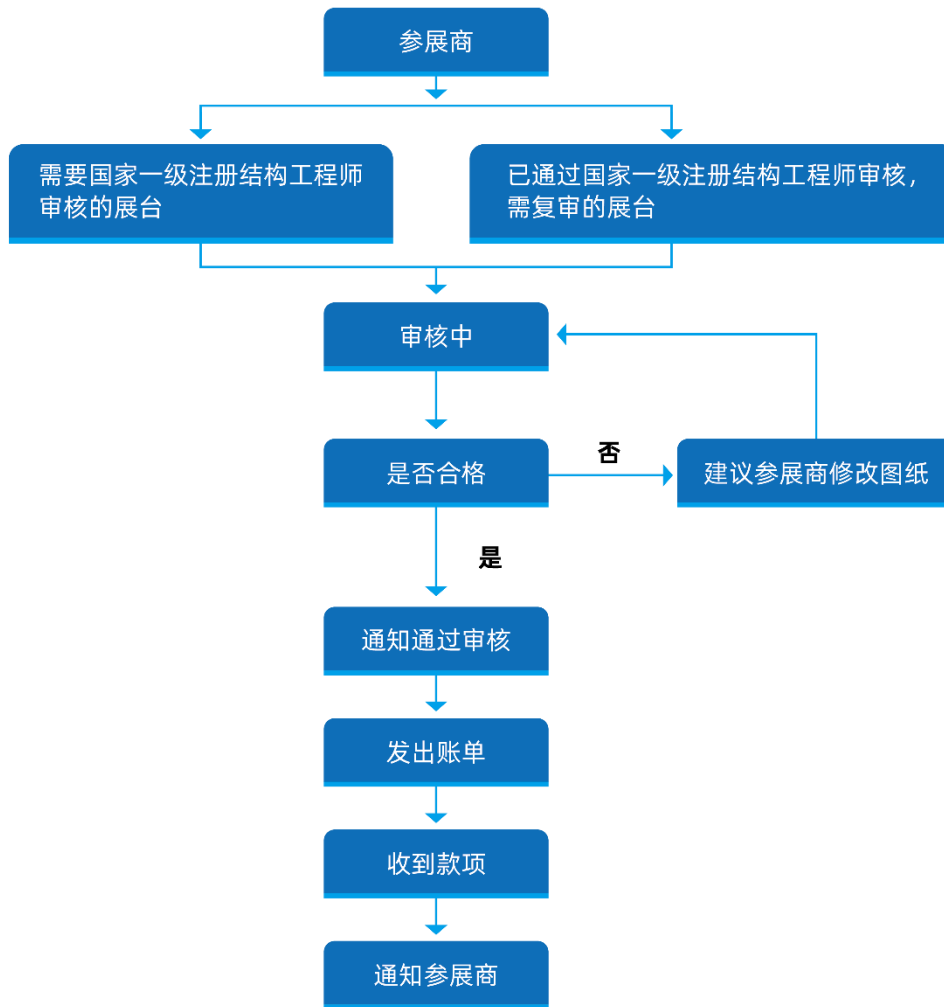 参展商
需要国家一级注册结构工程师
审核的展台
已通过国家一级注册结构工程师审核，
需复审的展台
审核中
是否合格
否
建议参展商修改图纸
是
通知通过审核
发出账单
收到款项
通知参展商